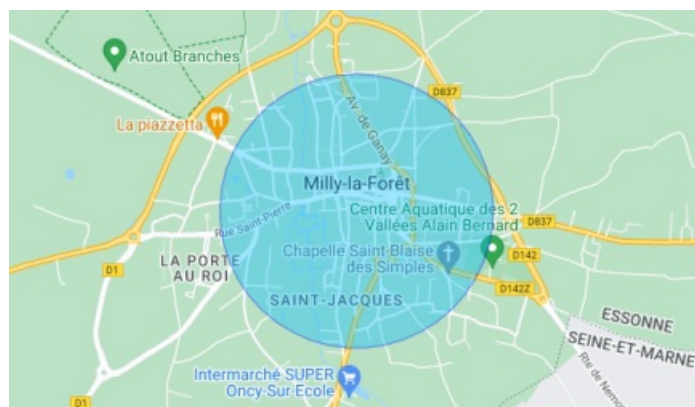 Atout Branches
D837
La piazzetta
Av. de Ganay
Milly-la-Forêt
Centre Aquatique des 2
Vallées Alain Bernard
D837
Rue Saint-Pierre
Chapelle Saint Blaise
des Simples
D142
LA PORTE
AU ROI
D1
D142Z
SAINT-JACQUES
ESSONNE
SEINE-ET-MARNE
Intermarché SUPER
Oncy-Sur-Ecole
Rte de Nemo
D1